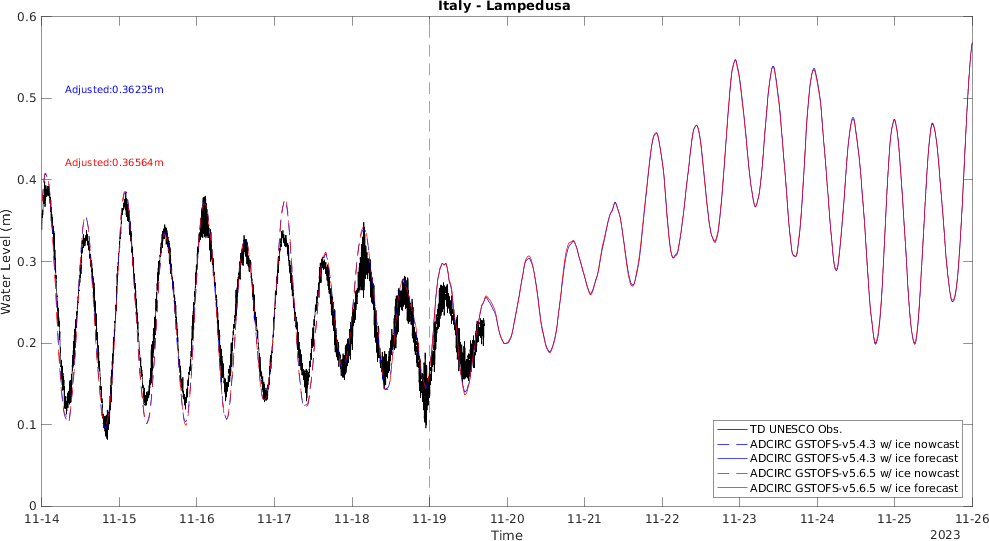 Italy - Lampedusa
0.6
0.5
0.4
0.3
0.2
0.1
0
Water Level (m)
Adjusted:0.36235m
Adjusted:0.36564m
TD UNESCO Obs.
ADCIRC GSTOFS-v5.4.3 w/ ice nowcast
ADCIRC GSTOFS-v5.4.3 w/ ice forecast
ADCIRC GSTOFS-v5.6.5 w/ ice nowcast
ADCIRC GSTOFS-v5.6.5 w/ ice forecast
11-14 11-15 11-16 11-17 11-18 11-19 11-20 11-21 11-22 11-23 11-24 11-25 11-26
Time
2023